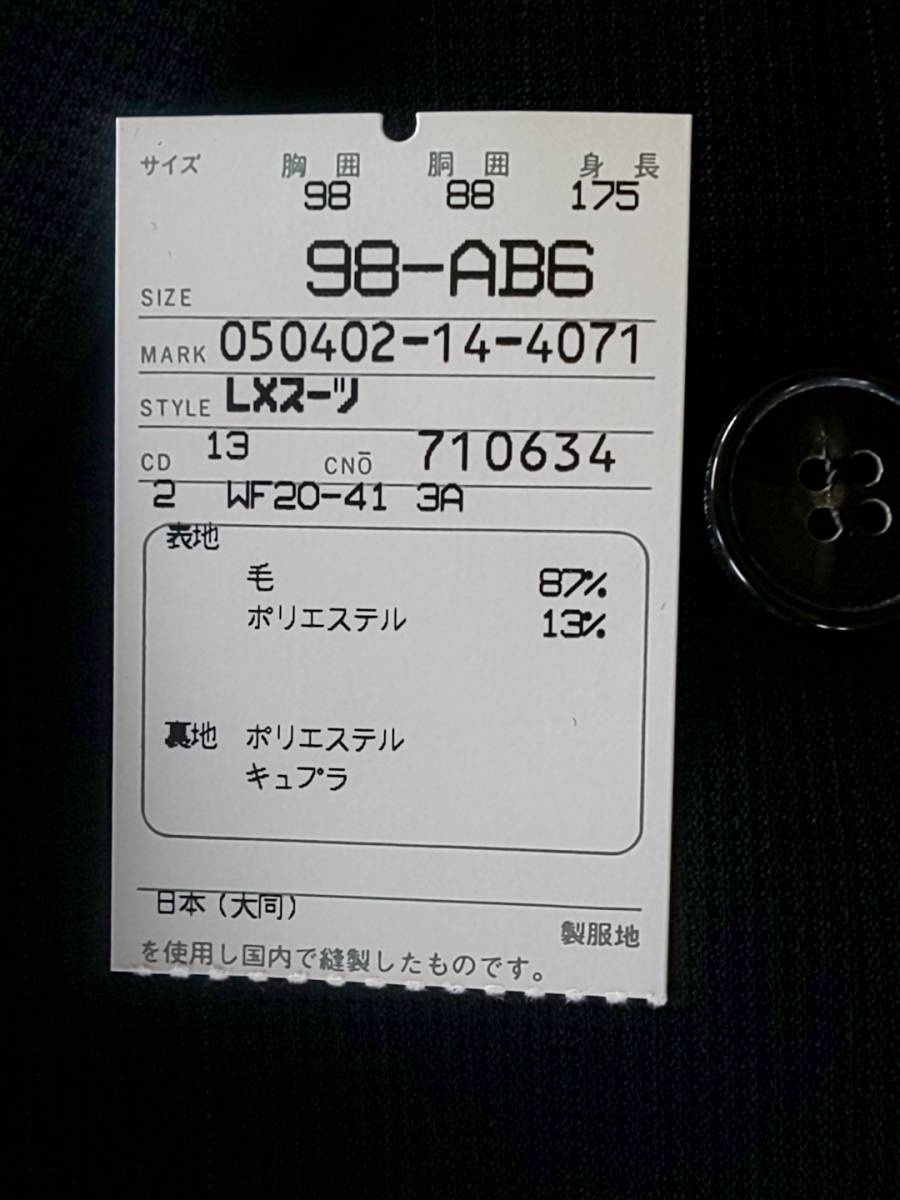 サイズ 胸囲 胴囲 身長
98 88 175
SIZE 98-AB6
MARK 050402-14-4071
STYLE LXスーツ
CD 13 CNō 710634
2 WF20-41 3A
表地
毛 87%
ポリエステル 13%
裏地 ポリエステル
キュプラ
日本(大同)
製服地
を使用し国内で縫製したものです。